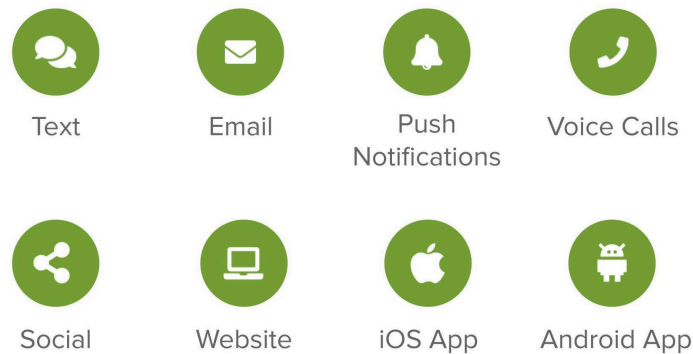 Text
Email
Push
Notifications
Voice Calls
Social
Website
iOS App
Android App